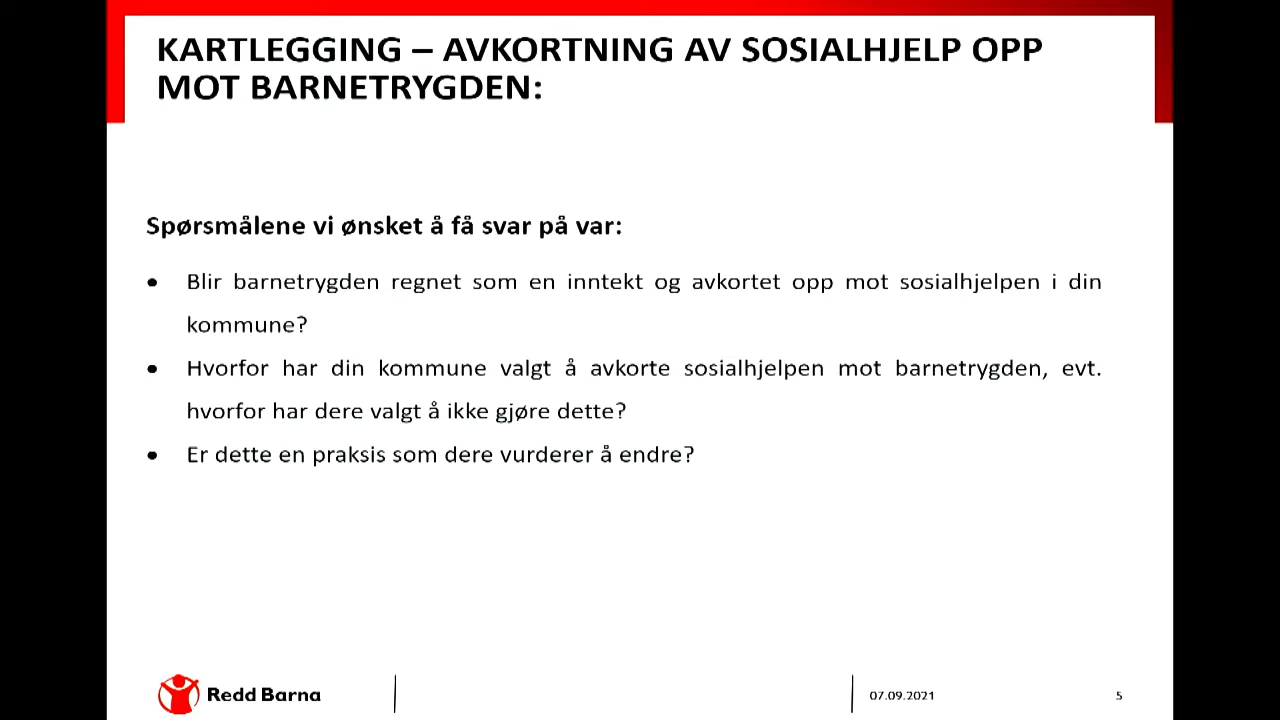 KARTLEGGING – AVKORTNING AV SOSIALHJELP OPP
MOT BARNETRYGDEN:
Spørsmålene vi ønsket å få svar på var:
• Blir barnetrygden regnet som en inntekt og avkortet opp mot sosialhjelpen i din
kommune?
• Hvorfor har din kommune valgt å avkorte sosialhjelpen mot barnetrygden, evt.
hvorfor har dere valgt å ikke gjøre dette?
• Er dette en praksis som dere vurderer å endre?
Redd Barna
07.09.2021
5